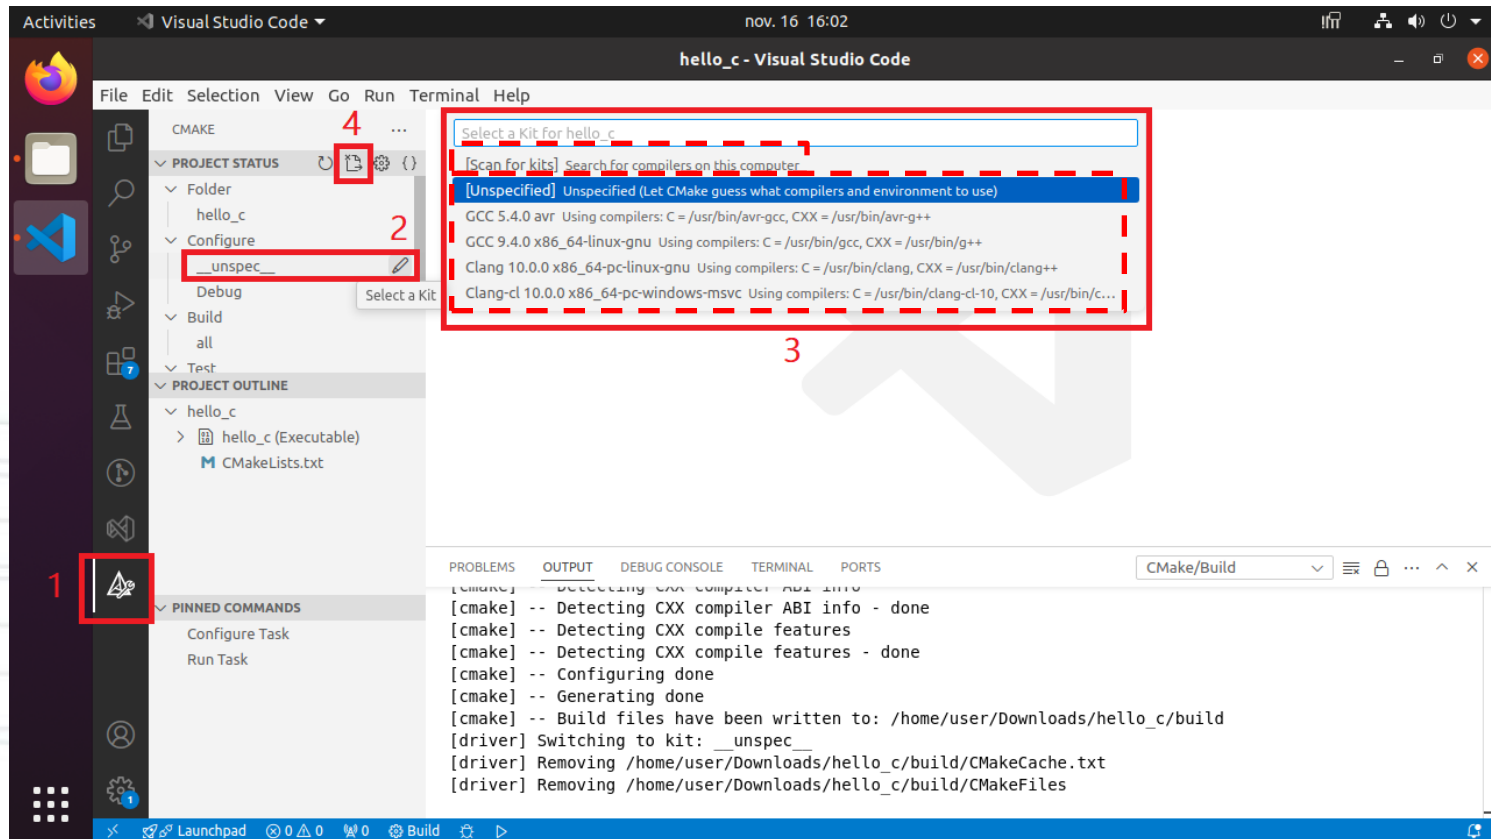 Activities Visual Studio Code nov. 16 16:02
hello_c - Visual Studio Code
File Edit Selection View Go Run Terminal Help
CMAKE
4
PROJECT STATUS
Folder
hello_c
2
Configure
__unspec__
Select a Kit
Debug
Build
all
Test
PROJECT OUTLINE
hello_c
hello_c (Executable)
CMakeLists.txt
1
PINNED COMMANDS
Configure Task
Run Task
7
1
Select a Kit for hello_c
[Scan for kits] Search for compilers on this computer
[Unspecified] Unspecified (Let CMake guess what compilers and environment to use)
GCC 5.4.0 avr Using compilers: C = /usr/bin/avr-gcc, CXX = /usr/bin/avr-g++
GCC 9.4.0 x86_64-linux-gnu Using compilers: C = /usr/bin/gcc, CXX = /usr/bin/g++
Clang 10.0.0 x86_64-pc-linux-gnu Using compilers: C = /usr/bin/clang, CXX = /usr/bin/clang++
Clang-cl 10.0.0 x86_64-pc-windows-msvc Using compilers: C = /usr/bin/clang-cl-10, CXX = /usr/bin/c...
3
PROBLEMS OUTPUT DEBUG CONSOLE TERMINAL PORTS CMake/Build
[cmake] -- Detecting CXX compiler ABI info
[cmake] -- Detecting CXX compiler ABI info - done
[cmake] -- Detecting CXX compile features
[cmake] -- Detecting CXX compile features - done
[cmake] -- Configuring done
[cmake] -- Generating done
[cmake] -- Build files have been written to: /home/user/Downloads/hello_c/build
[driver] Switching to kit: __unspec__
[driver] Removing /home/user/Downloads/hello_c/build/CMakeCache.txt
[driver] Removing /home/user/Downloads/hello_c/build/CMakeFiles
Launchpad 0 0 0 Build